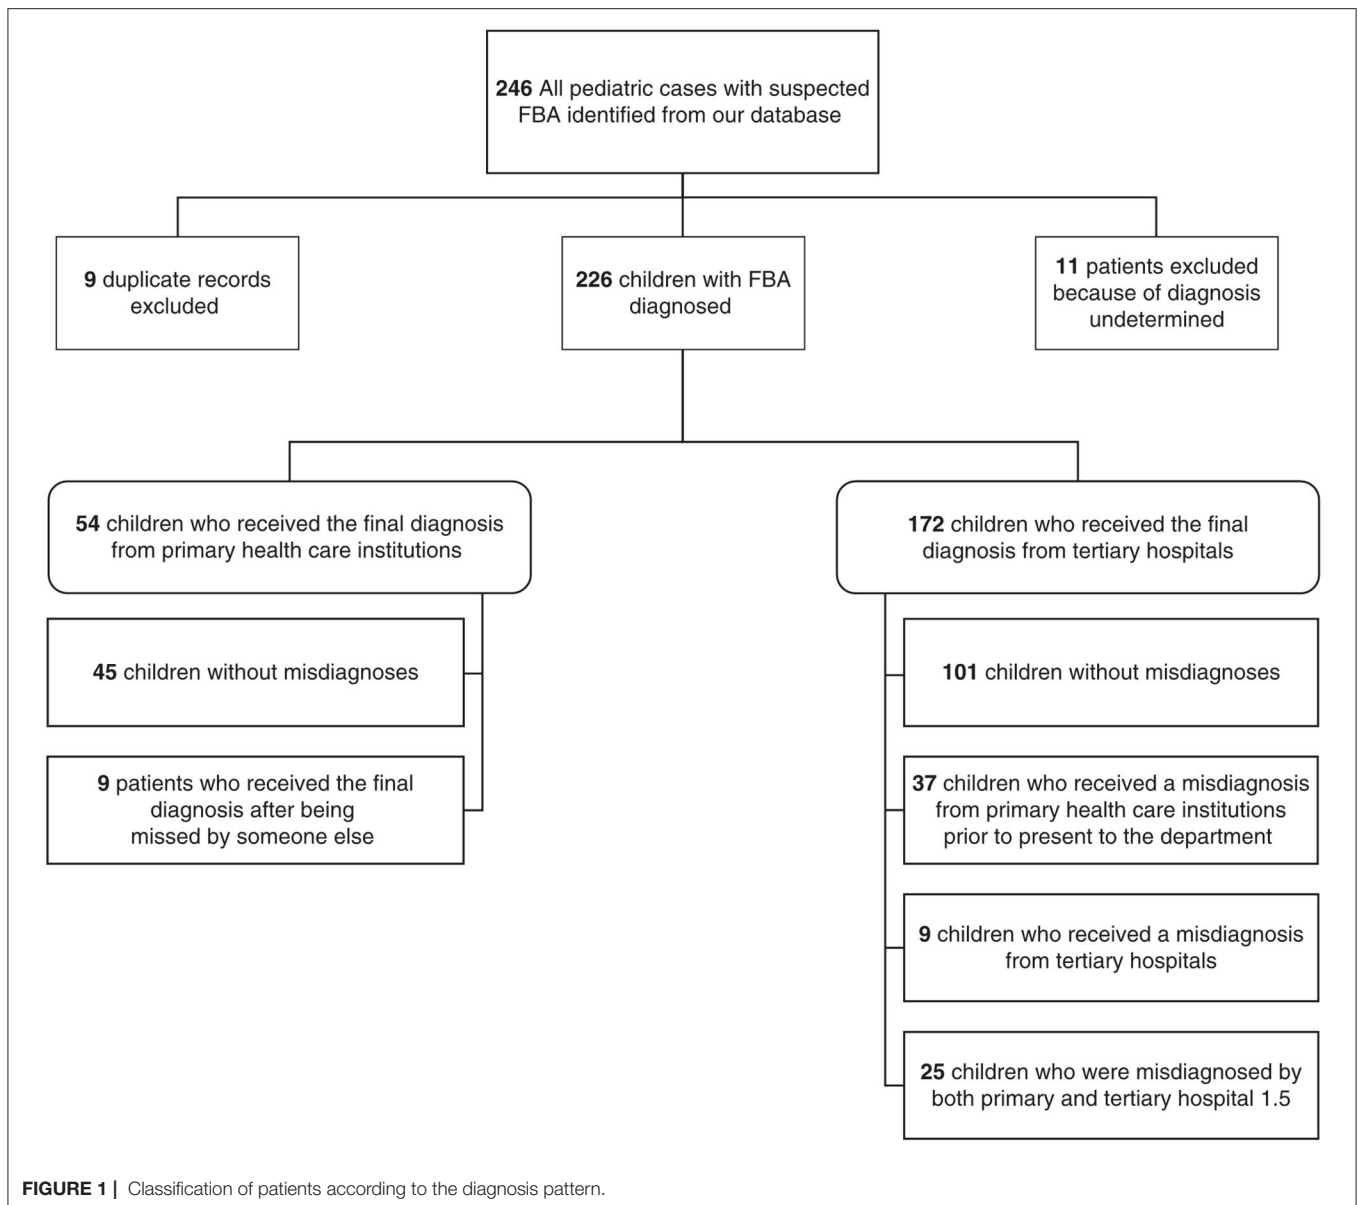 246 All pediatric cases with suspected
FBA identified from our database
9 duplicate records
excluded
226 children with FBA
diagnosed
11 patients excluded
because of diagnosis
undetermined
54 children who received the final diagnosis
from primary health care institutions
172 children who received the final
diagnosis from tertiary hospitals
45 children without misdiagnoses
9 patients who received the final
diagnosis after being
missed by someone else
101 children without misdiagnoses
37 children who received a misdiagnosis
from primary health care institutions
prior to present to the department
9 children who received a misdiagnosis
from tertiary hospitals
25 children who were misdiagnosed by
both primary and tertiary hospital 1.5
FIGURE 1 | Classification of patients according to the diagnosis pattern.